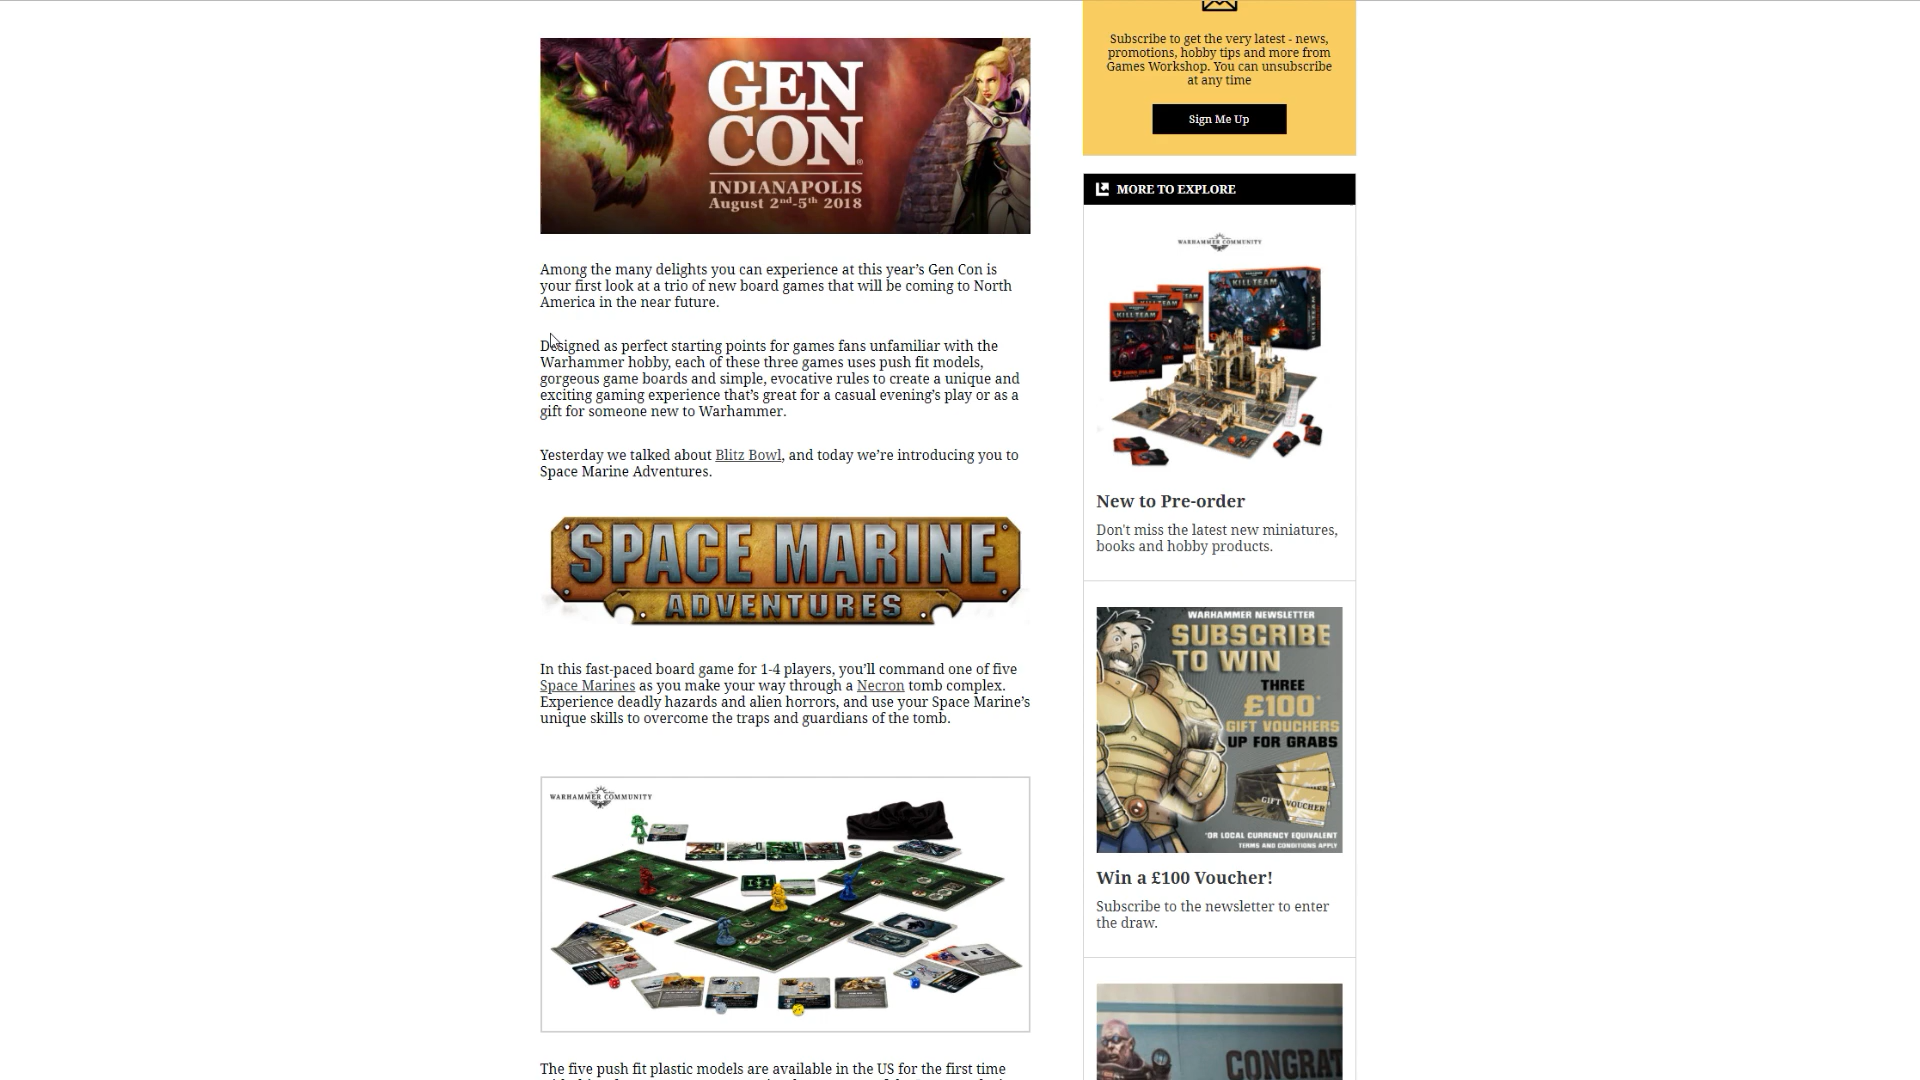 GEN
CON
INDIANAPOLIS
August 2nd-5th 2018
Among the many delights you can experience at this year’s Gen Con is
your first look at a trio of new board games that will be coming to North
America in the near future.
Designed as perfect starting points for games fans unfamiliar with the
Warhammer hobby, each of these three games uses push fit models,
gorgeous game boards and simple, evocative rules to create a unique and
exciting gaming experience that’s great for a casual evening’s play or as a
gift for someone new to Warhammer.
Yesterday we talked about Blitz Bowl, and today we’re introducing you to
Space Marine Adventures.
SPACE MARINE
ADVENTURES
In this fast-paced board game for 1-4 players, you’ll command one of five
Space Marines as you make your way through a Necron tomb complex.
Experience deadly hazards and alien horrors, and use your Space Marine’s
unique skills to overcome the traps and guardians of the tomb.
WARHAMMER COMMUNITY
The five push fit plastic models are available in the US for the first time
Subscribe to get the very latest - news,
promotions, hobby tips and more from
Games Workshop. You can unsubscribe
at any time
Sign Me Up
MORE TO EXPLORE
WARHAMMER COMMUNITY
KILL TEAM
KILL TEAM
KILL TEAM
New to Pre-order
Don't miss the latest new miniatures,
books and hobby products.
WARHAMMER NEWSLETTER
SUBSCRIBE
TO WIN
THREE
£100*
GIFT VOUCHERS
UP FOR GRABS
GIFT VOUCHER
*OR LOCAL CURRENCY EQUIVALENT
TERMS AND CONDITIONS APPLY
Win a £100 Voucher!
Subscribe to the newsletter to enter
the draw.